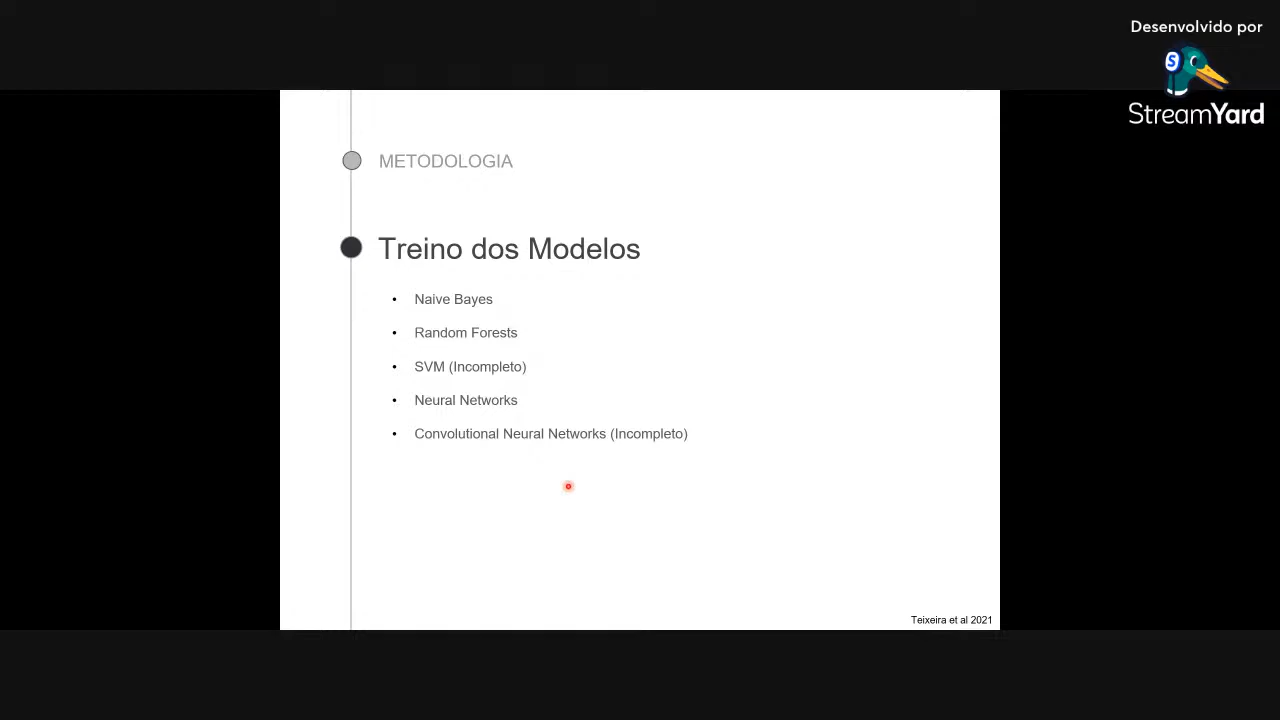 Desenvolvido por
S
StreamYard
METODOLOGIA
Treino dos Modelos
• Naive Bayes
• Random Forests
• SVM (Incompleto)
• Neural Networks
• Convolutional Neural Networks (Incompleto)
Teixeira et al 2021